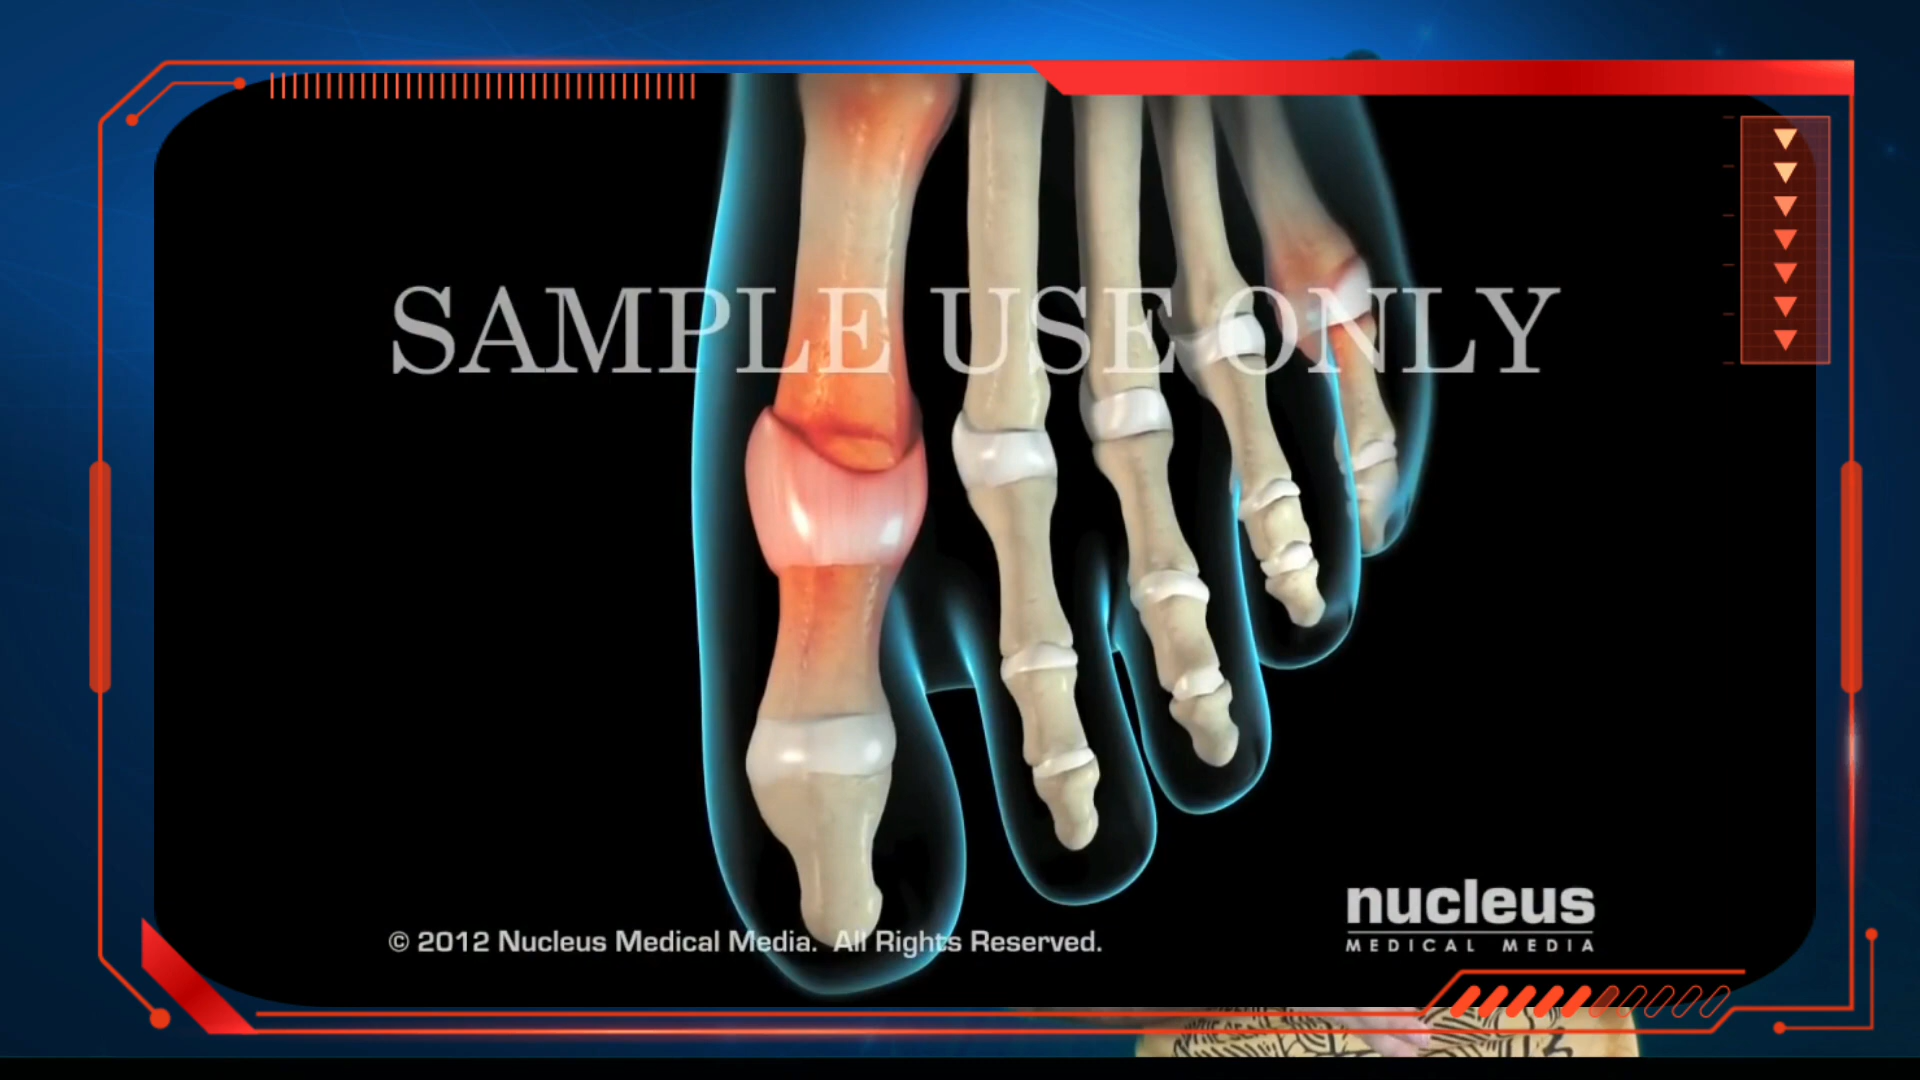 SAMPLE USE ONLY
© 2012 Nucleus Medical Media. All Rights Reserved.
nucleus
MEDICAL MEDIA